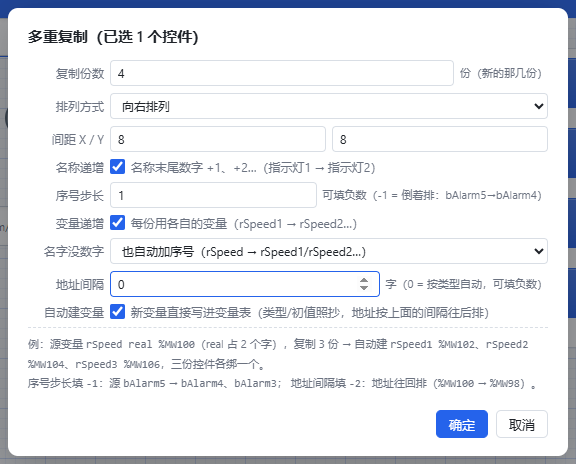 多重复制（已选 1 个控件）
复制份数 4 份（新的那几份）
排列方式 向右排列
间距 X / Y 8 8
名称递增 名称末尾数字 +1、+2…（指示灯1 → 指示灯2）
序号步长 1 可填负数（-1 = 倒着排：bAlarm5→bAlarm4）
变量递增 每份用各自的变量（rSpeed1 → rSpeed2…）
名字没数字 也自动加序号（rSpeed → rSpeed1/rSpeed2…）
地址间隔 0 字（0 = 按类型自动，可填负数）
自动建变量 新变量直接写进变量表（类型/初值照抄，地址按上面的间隔往后排）
例：源变量 rSpeed real %MW100（real 占 2 个字），复制 3 份 → 自动建 rSpeed1 %MW102、rSpeed2
%MW104、rSpeed3 %MW106，三份控件各绑一个。
序号步长填 -1：源 bAlarm5 → bAlarm4、bAlarm3； 地址间隔填 -2：地址往回排（%MW100 → %MW98）。
确定 取消